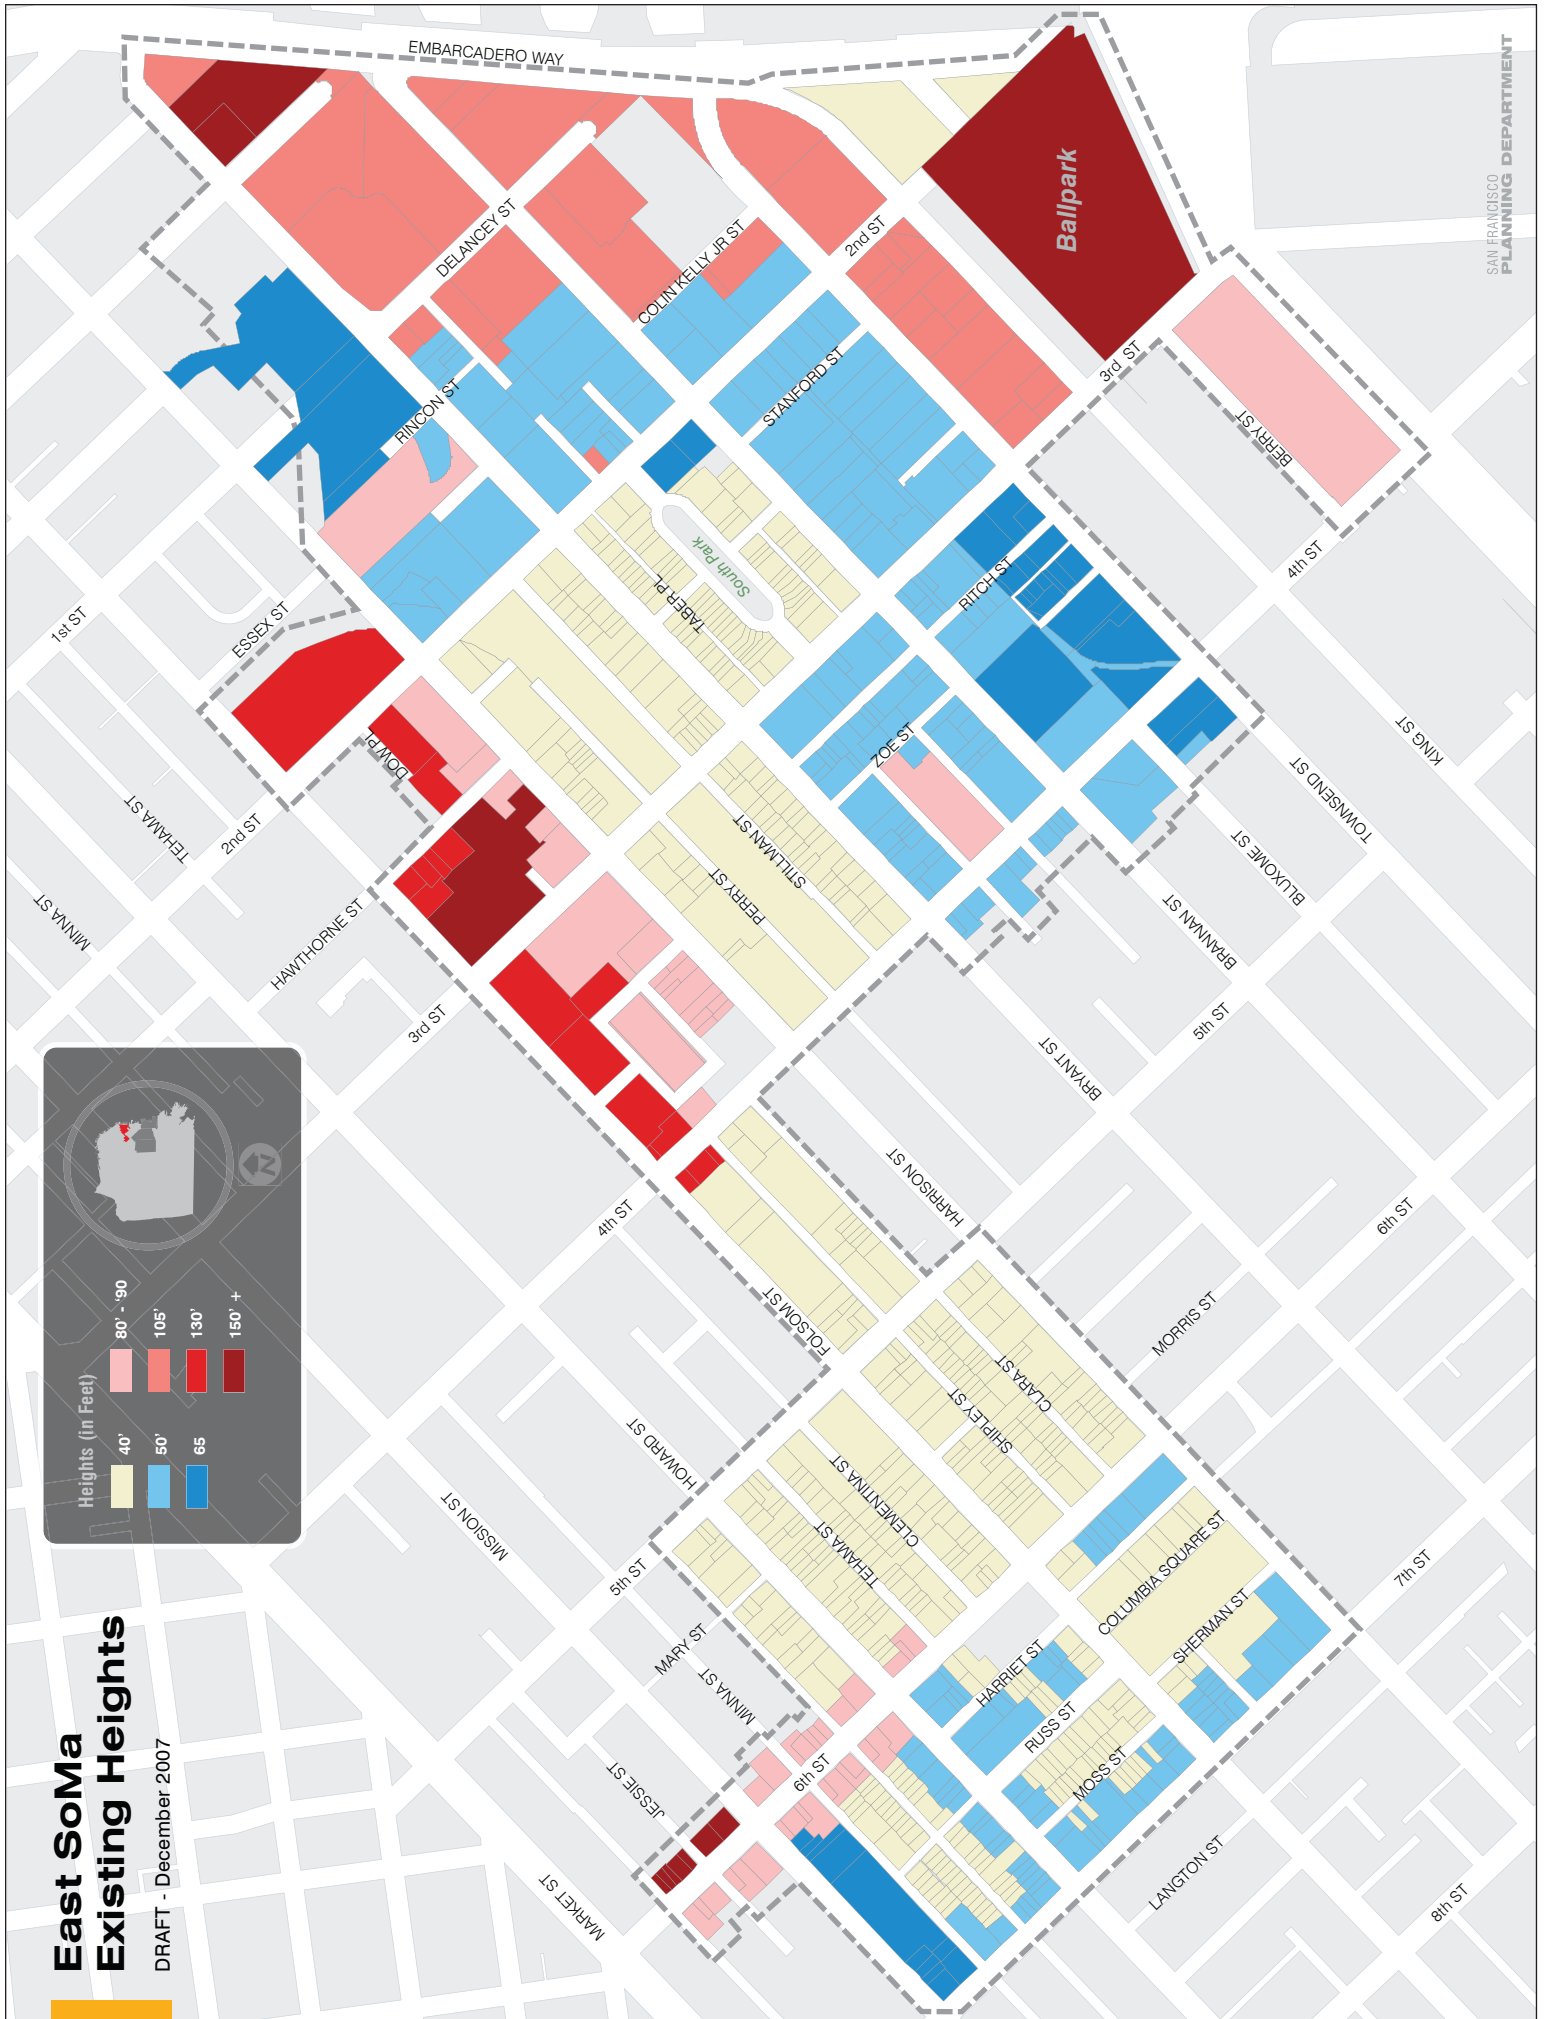 East SoMa
Existing Heights
DRAFT - December 2007
Heights (in Feet)
40'
50'
65
80' - '90
105'
130'
150' +
N
EMBARCADERO WAY
DELANCEY ST
COLIN KELLY JR ST
2nd ST
Ballpark
3rd ST
BERRY ST
STANFORD ST
RINCON ST
South Park
TABER PL
RITCH ST
4th ST
KING ST
TOWNSEND ST
BLUXOME ST
BRANNAN ST
ZOE ST
STILLMAN ST
PERRY ST
1st ST
ESSEX ST
DOW PL
TEHAMA ST
2nd ST
MINNA ST
HAWTHORNE ST
3rd ST
5th ST
BRYANT ST
HARRISON ST
6th ST
4th ST
FOLSOM ST
MORRIS ST
CLARA ST
SHIPLEY ST
HOWARD ST
CLEMENTINA ST
TEHAMA ST
MISSION ST
5th ST
MARY ST
MINNA ST
COLUMBIA SQUARE ST
SHERMAN ST
7th ST
HARRIET ST
RUSS ST
MOSS ST
6th ST
JESSIE ST
MARKET ST
LANGTON ST
8th ST
SAN FRANCISCO
PLANNING DEPARTMENT